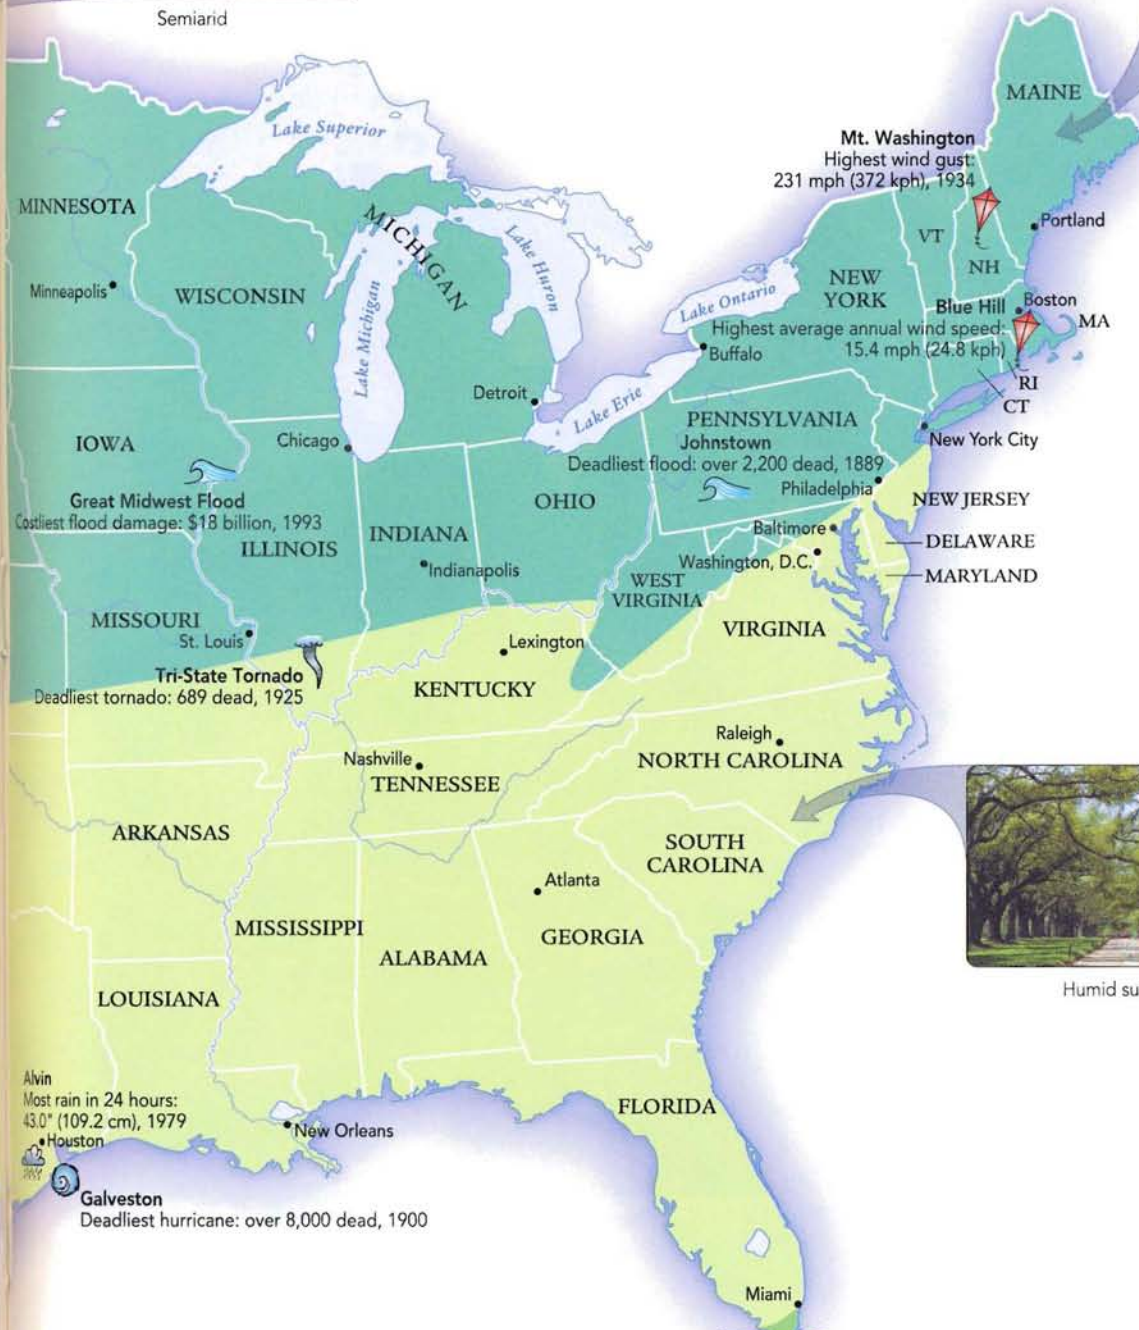 Semiarid
MAINE
Lake Superior
Mt. Washington
Highest wind gust:
231 mph (372 kph), 1934
MINNESOTA
MICHIGAN
Lake Huron
Portland
VT
NH
Minneapolis
WISCONSIN
Lake Michigan
NEW
YORK
Lake Ontario
Blue Hill
Boston
MA
Highest average annual wind speed:
15.4 mph (24.8 kph)
Buffalo
RI
CT
Detroit
Lake Erie
IOWA
Chicago
PENNSYLVANIA
New York City
Johnstown
Deadliest flood: over 2,200 dead, 1889
Philadelphia
Great Midwest Flood
Costliest flood damage: $18 billion, 1993
OHIO
NEW JERSEY
ILLINOIS
INDIANA
Baltimore
DELAWARE
Indianapolis
Washington, D.C.
MARYLAND
WEST
VIRGINIA
MISSOURI
St. Louis
Lexington
VIRGINIA
Tri-State Tornado
Deadliest tornado: 689 dead, 1925
KENTUCKY
Raleigh
Nashville
NORTH CAROLINA
TENNESSEE
ARKANSAS
SOUTH
CAROLINA
Atlanta
MISSISSIPPI
GEORGIA
ALABAMA
LOUISIANA
Humid su
Alvin
Most rain in 24 hours:
43.0" (109.2 cm), 1979
Houston
New Orleans
FLORIDA
Galveston
Deadliest hurricane: over 8,000 dead, 1900
Miami